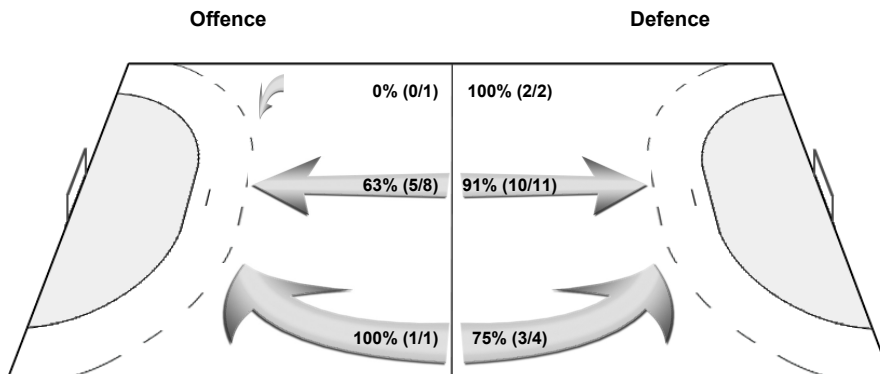 Offence Defence
0% (0/1) 100% (2/2)
63% (5/8) 91% (10/11)
100% (1/1) 75% (3/4)